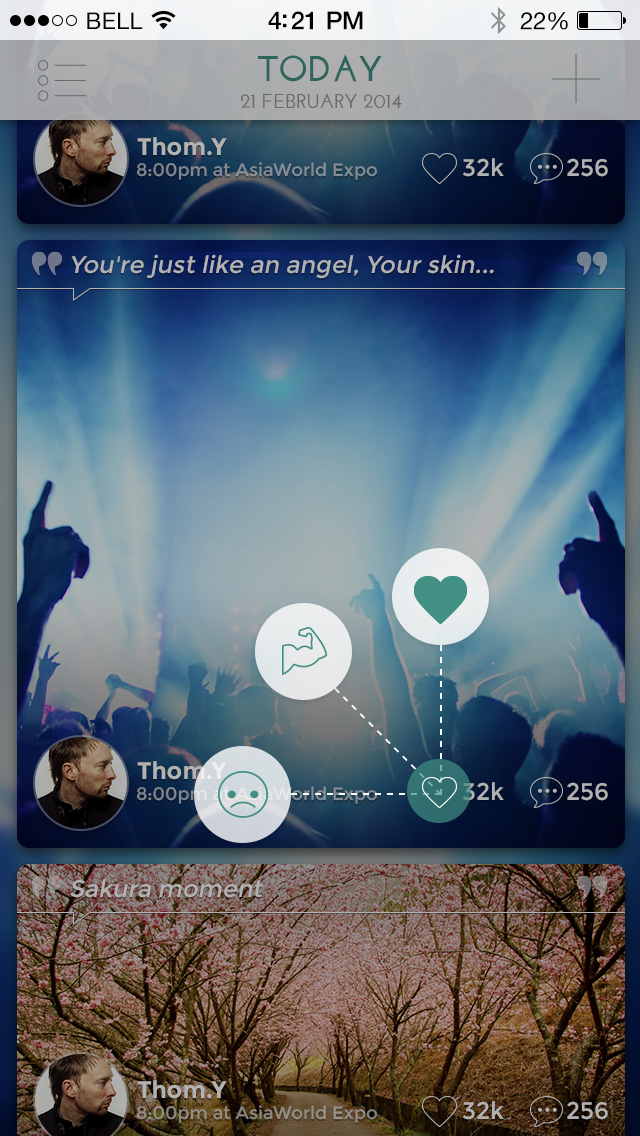 BELL 4:21 PM 22%
TODAY
21 FEBRUARY 2014
Thom.Y
8:00pm at AsiaWorld Expo 32k 256
You're just like an angel, Your skin...
Thom.Y
8:00pm at AsiaWorld Expo 32k 256
Sakura moment
Thom.Y
8:00pm at AsiaWorld Expo 32k 256